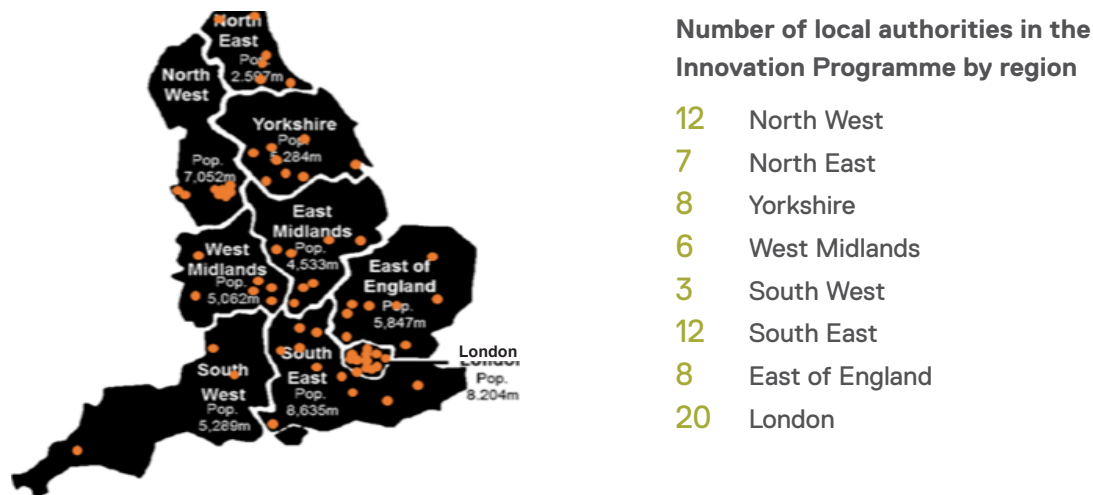 North
East
Pop.
2.597m
North
West
Pop.
7,052m
Yorkshire
Pop.
5,284m
East
Midlands
Pop.
4,533m
West
Midlands
Pop.
5,062m
East of
England
Pop.
5,847m
London
London
Pop.
8.204m
South
East
Pop.
8,635m
South
West
Pop.
5,289m
Number of local authorities in the
Innovation Programme by region
12 North West
7 North East
8 Yorkshire
6 West Midlands
3 South West
12 South East
8 East of England
20 London